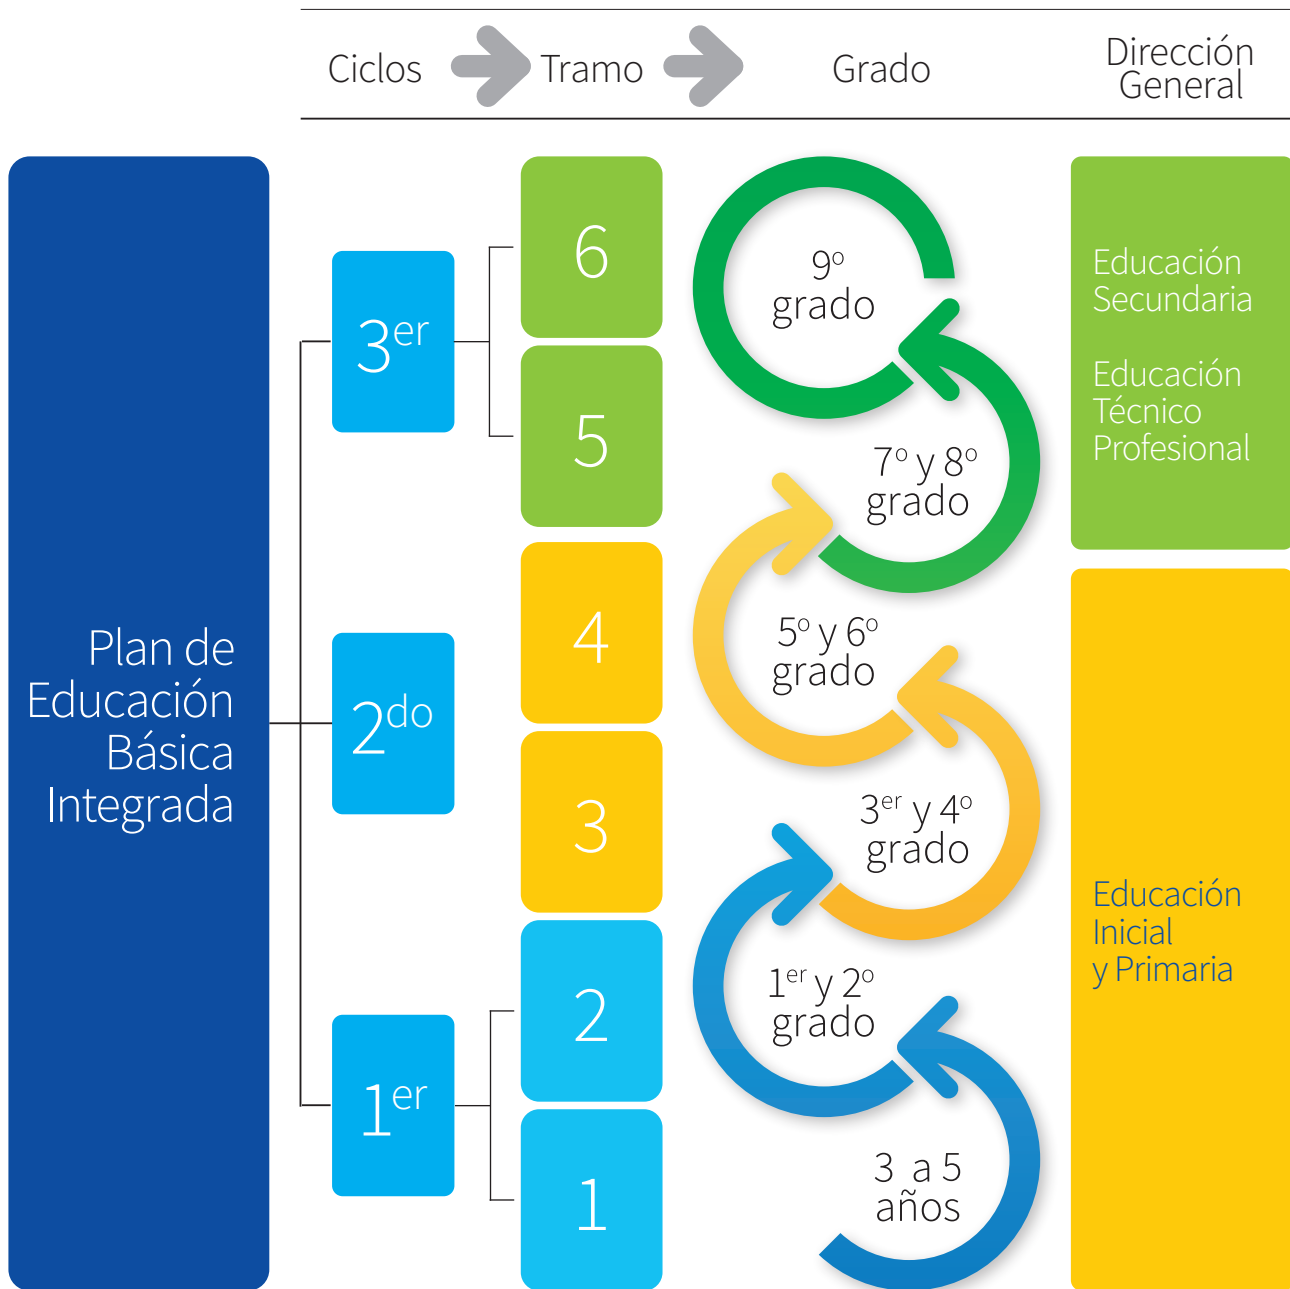 Ciclos
Tramo
Grado
Dirección
General
Plan de
Educación
Básica
Integrada
3er
6
5
9º
grado
7º y 8º
grado
Educación
Secundaria
Educación
Técnico
Profesional
2do
4
3
5º y 6º
grado
3er y 4º
grado
1er
2
1
1er y 2º
grado
3 a 5
años
Educación
Inicial
y Primaria